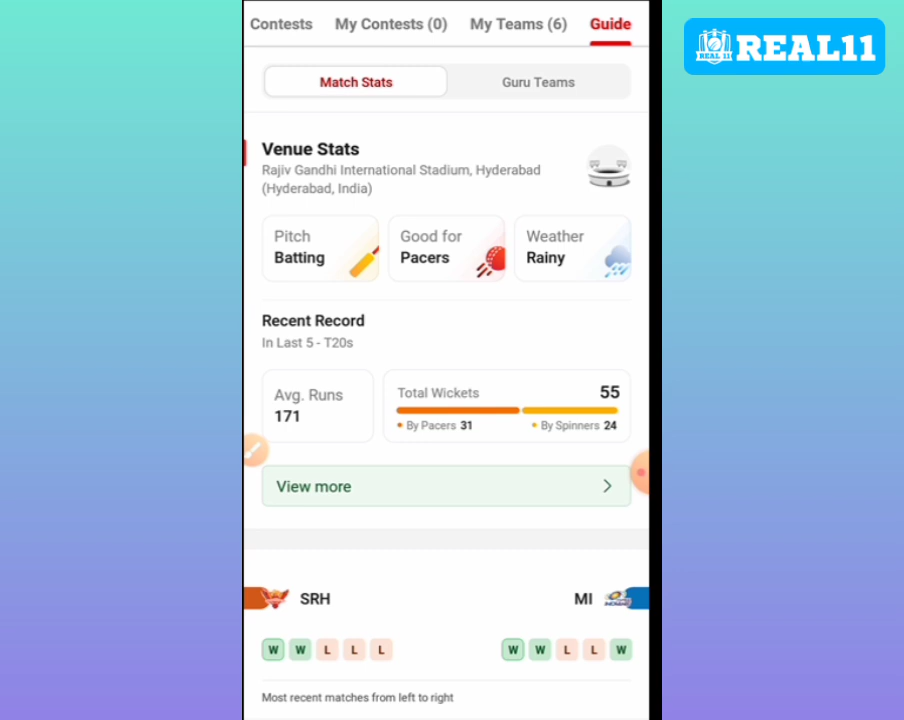 Contests My Contests (0) My Teams (6) Guide
REAL 11 REAL11
Match Stats Guru Teams
Venue Stats
Rajiv Gandhi International Stadium, Hyderabad
(Hyderabad, India)
Pitch
Batting
Good for
Pacers
Weather
Rainy
Recent Record
In Last 5 - T20s
Avg. Runs
171
Total Wickets 55
By Pacers 31 By Spinners 24
View more
SRH MI
W W L L L W W L L W
Most recent matches from left to right